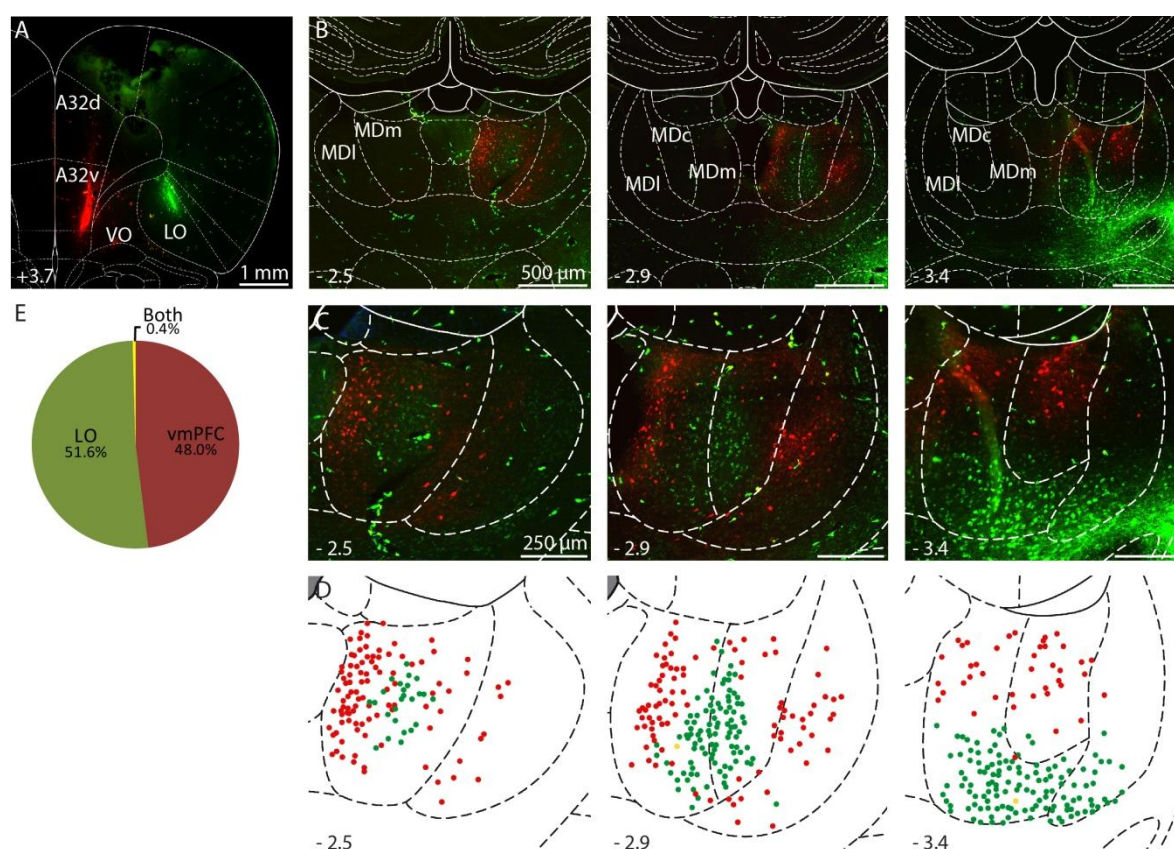 A
A32d
A32v
VO
LO
+3.7
1 mm
B
MDm
MDl
- 2.5
500 µm
MDc
MDl
MDm
- 2.9
MDc
MDl
MDm
- 3.4
E
Both
0.4%
LO
51.6%
vmPFC
48.0%
C
- 2.5
250 µm
- 2.9
- 3.4
D
- 2.5
- 2.9
- 3.4